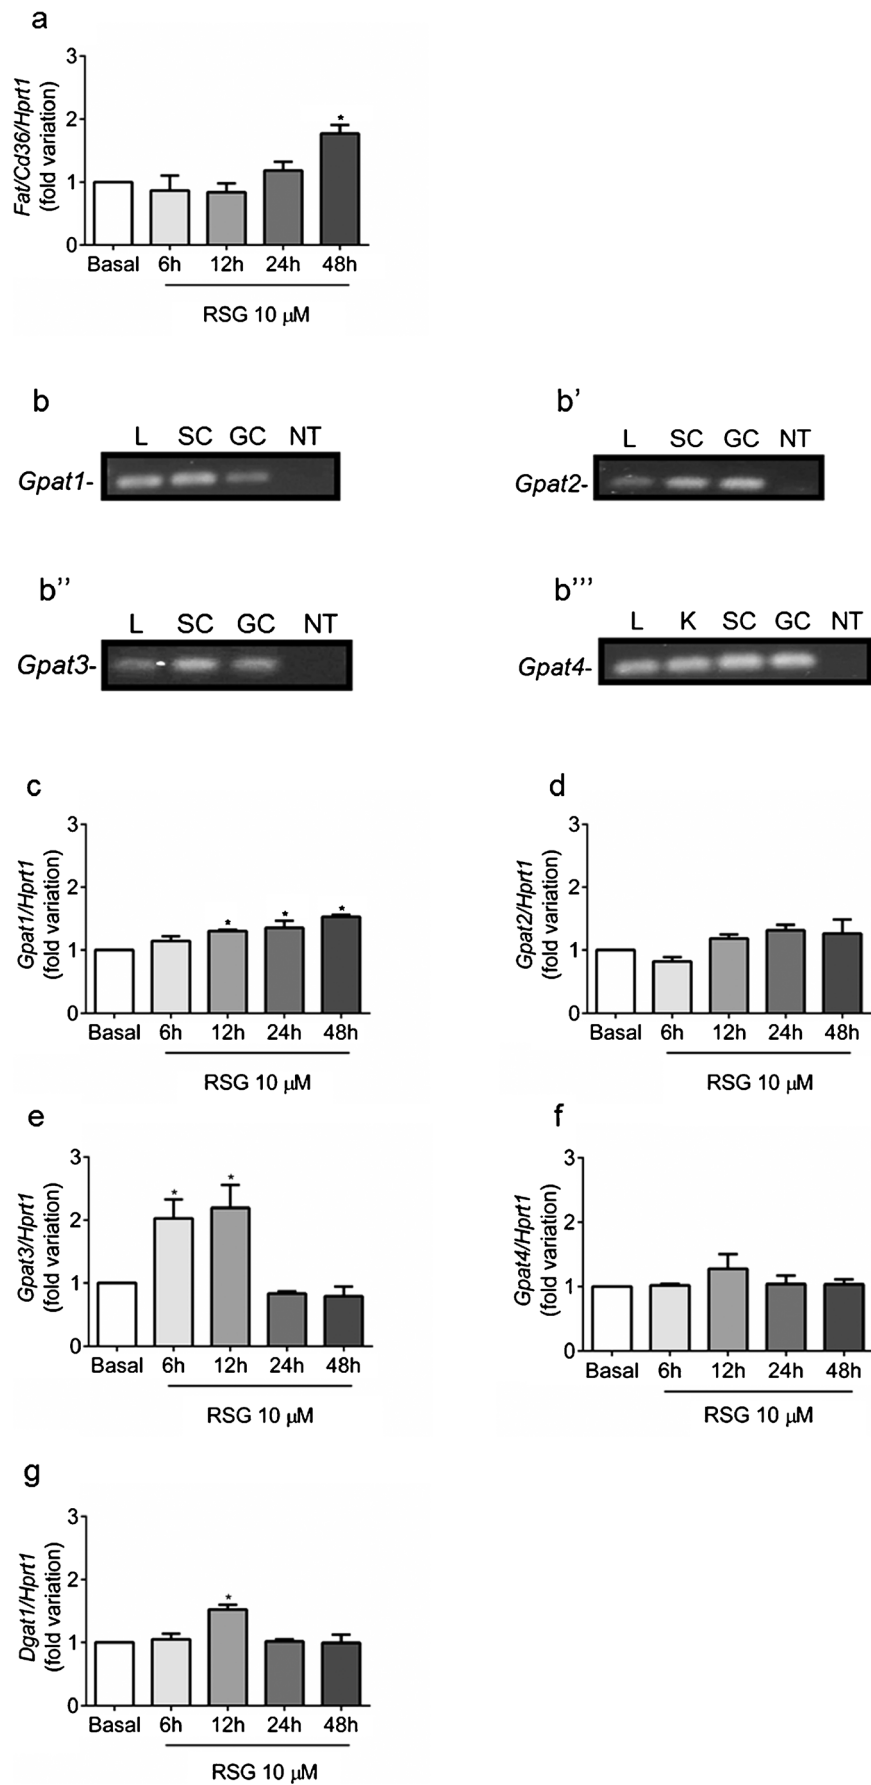 a
Fat/Cd36/Hprt1
(fold variation)
3
2
1
0
*
Basal 6h 12h 24h 48h
RSG 10 µM
b
L SC GC NT
Gpat1-
b'
L SC GC NT
Gpat2-
b''
L SC GC NT
Gpat3-
b'''
L K SC GC NT
Gpat4-
c
Gpat1/Hprt1
(fold variation)
3
2
1
0
* * *
Basal 6h 12h 24h 48h
RSG 10 µM
d
Gpat2/Hprt1
(fold variation)
3
2
1
0
Basal 6h 12h 24h 48h
RSG 10 µM
e
Gpat3/Hprt1
(fold variation)
3
2
1
0
* *
Basal 6h 12h 24h 48h
RSG 10 µM
f
Gpat4/Hprt1
(fold variation)
3
2
1
0
Basal 6h 12h 24h 48h
RSG 10 µM
g
Dgat1/Hprt1
(fold variation)
3
2
1
0
*
Basal 6h 12h 24h 48h
RSG 10 µM